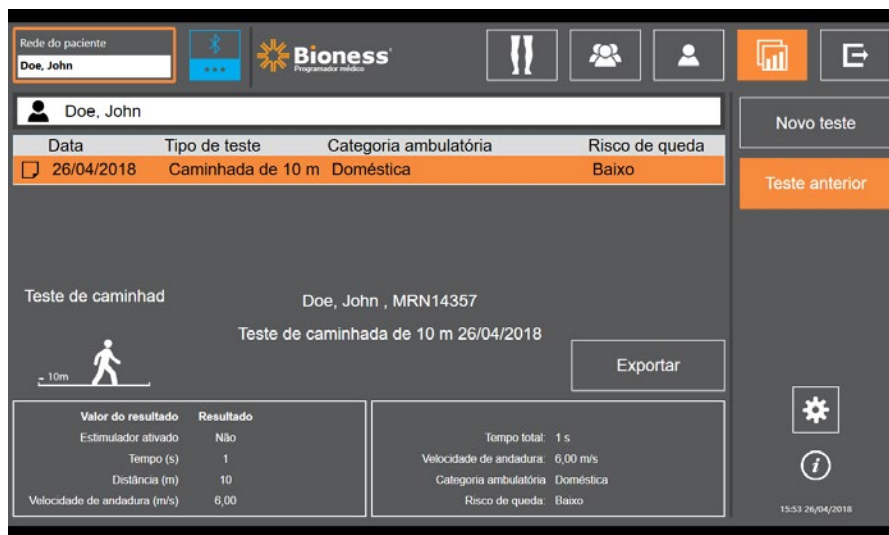 Rede do paciente
Doe, John
Bioness
Programador médico
Doe, John
Novo teste
Data Tipo de teste Categoria ambulatória Risco de queda
26/04/2018 Caminhada de 10 m Doméstica Baixo
Teste anterior
Teste de caminhad
Doe, John , MRN14357
Teste de caminhada de 10 m 26/04/2018
10m
Exportar
Valor do resultado Resultado
Estimulador ativado Não
Tempo (s) 1
Distância (m) 10
Velocidade de andadura (m/s) 6,00
Tempo total: 1 s
Velocidade de andadura: 6,00 m/s
Categoria ambulatória Doméstica
Risco de queda: Baixo
i
15:53 26/04/2018